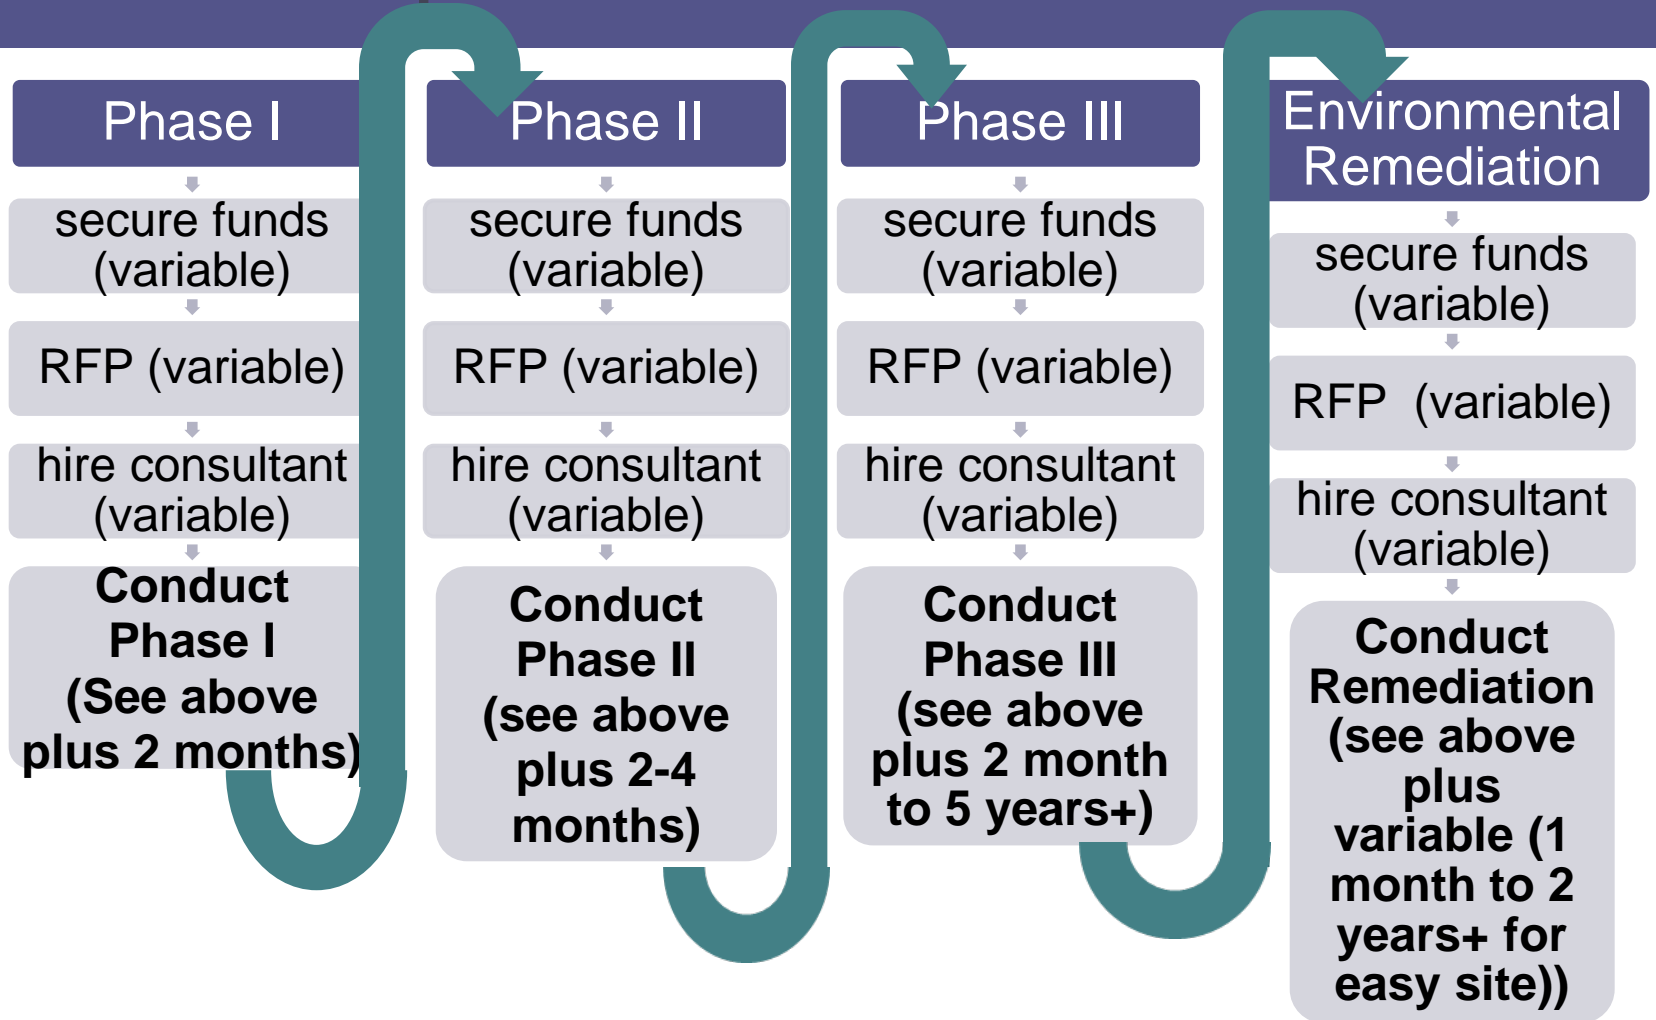 Phase I
secure funds
(variable)
RFP (variable)
hire consultant
(variable)
Conduct
Phase I
(See above
plus 2 months)
Phase II
secure funds
(variable)
RFP (variable)
hire consultant
(variable)
Conduct
Phase II
(see above
plus 2-4
months)
Phase III
secure funds
(variable)
RFP (variable)
hire consultant
(variable)
Conduct
Phase III
(see above
plus 2 month
to 5 years+)
Environmental
Remediation
secure funds
(variable)
RFP (variable)
hire consultant
(variable)
Conduct
Remediation
(see above
plus
variable (1
month to 2
years+ for
easy site))